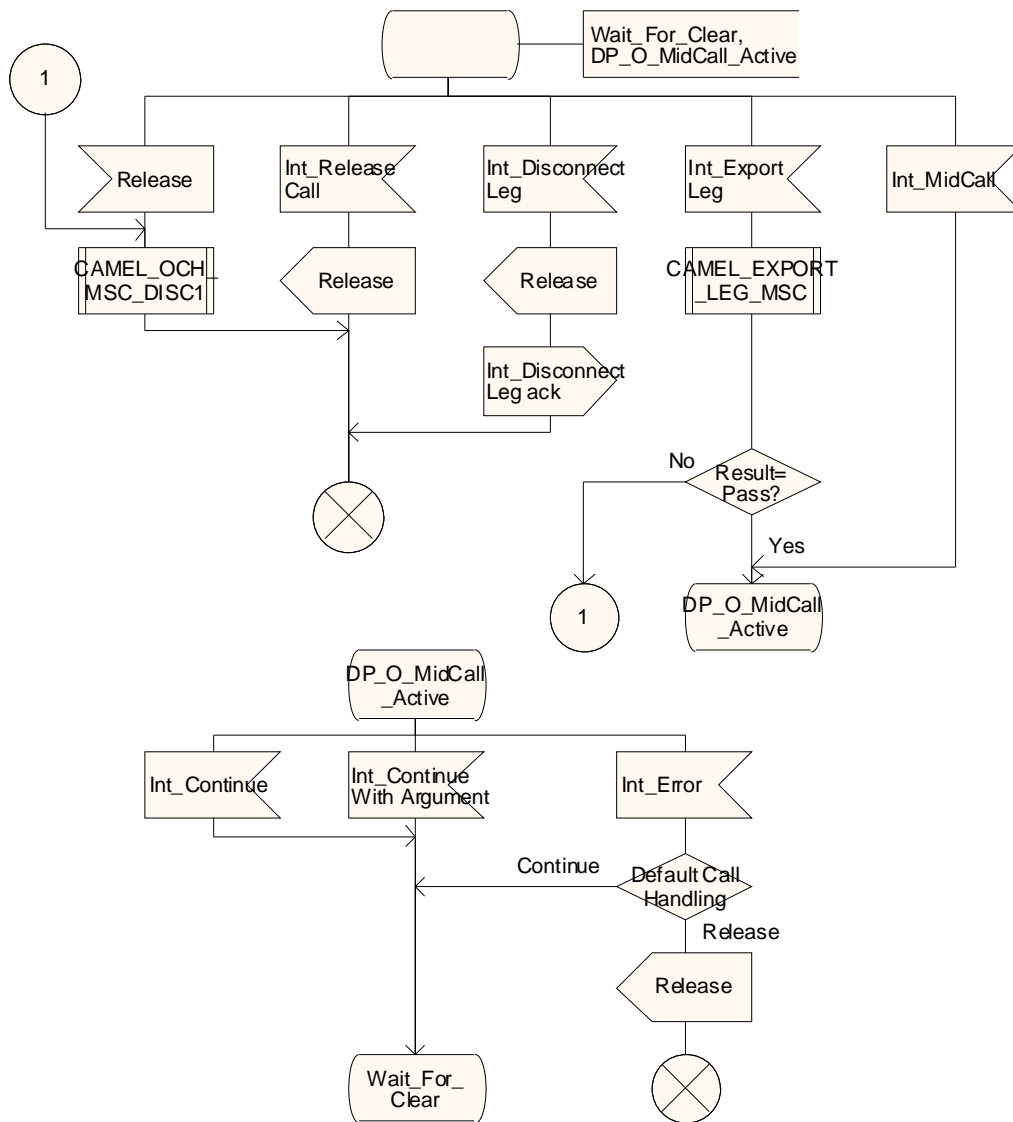 Wait_For_Clear,
DP_O_MidCall_Active
1
Release
Int_Release
Call
Int_Disconnect
Leg
Int_Export
Leg
Int_MidCall
CAMEL_OCH_
MSC_DISC1
Release
Release
CAMEL_EXPORT
_LEG_MSC
Int_Disconnect
Leg ack
No
Result=
Pass?
Yes
1
DP_O_MidCall
_Active
DP_O_MidCall
_Active
Int_Continue
Int_Continue
With Argument
Int_Error
Continue
Default Call
Handling
Release
Release
Wait_For_
Clear